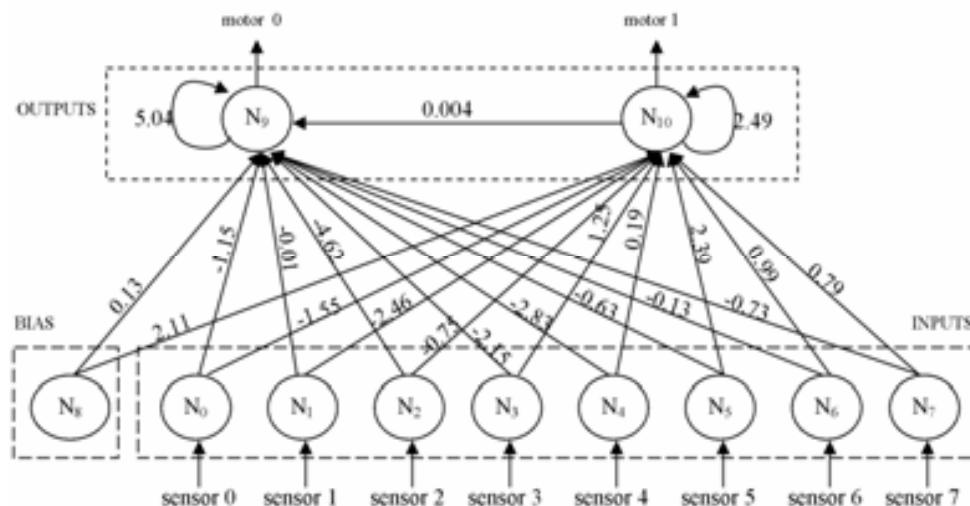 motor 0 motor 1
OUTPUTS
5.04 N9 0.004 N10 2.49
0.13 -1.15 -0.01 -4.62 1.25 0.19 2.39 0.99 0.79
2.11 -1.55 -2.46 -0.75 -2.15 -2.83 -0.63 -0.13 -0.73
BIAS INPUTS
N8 N0 N1 N2 N3 N4 N5 N6 N7
sensor 0 sensor 1 sensor 2 sensor 3 sensor 4 sensor 5 sensor 6 sensor 7